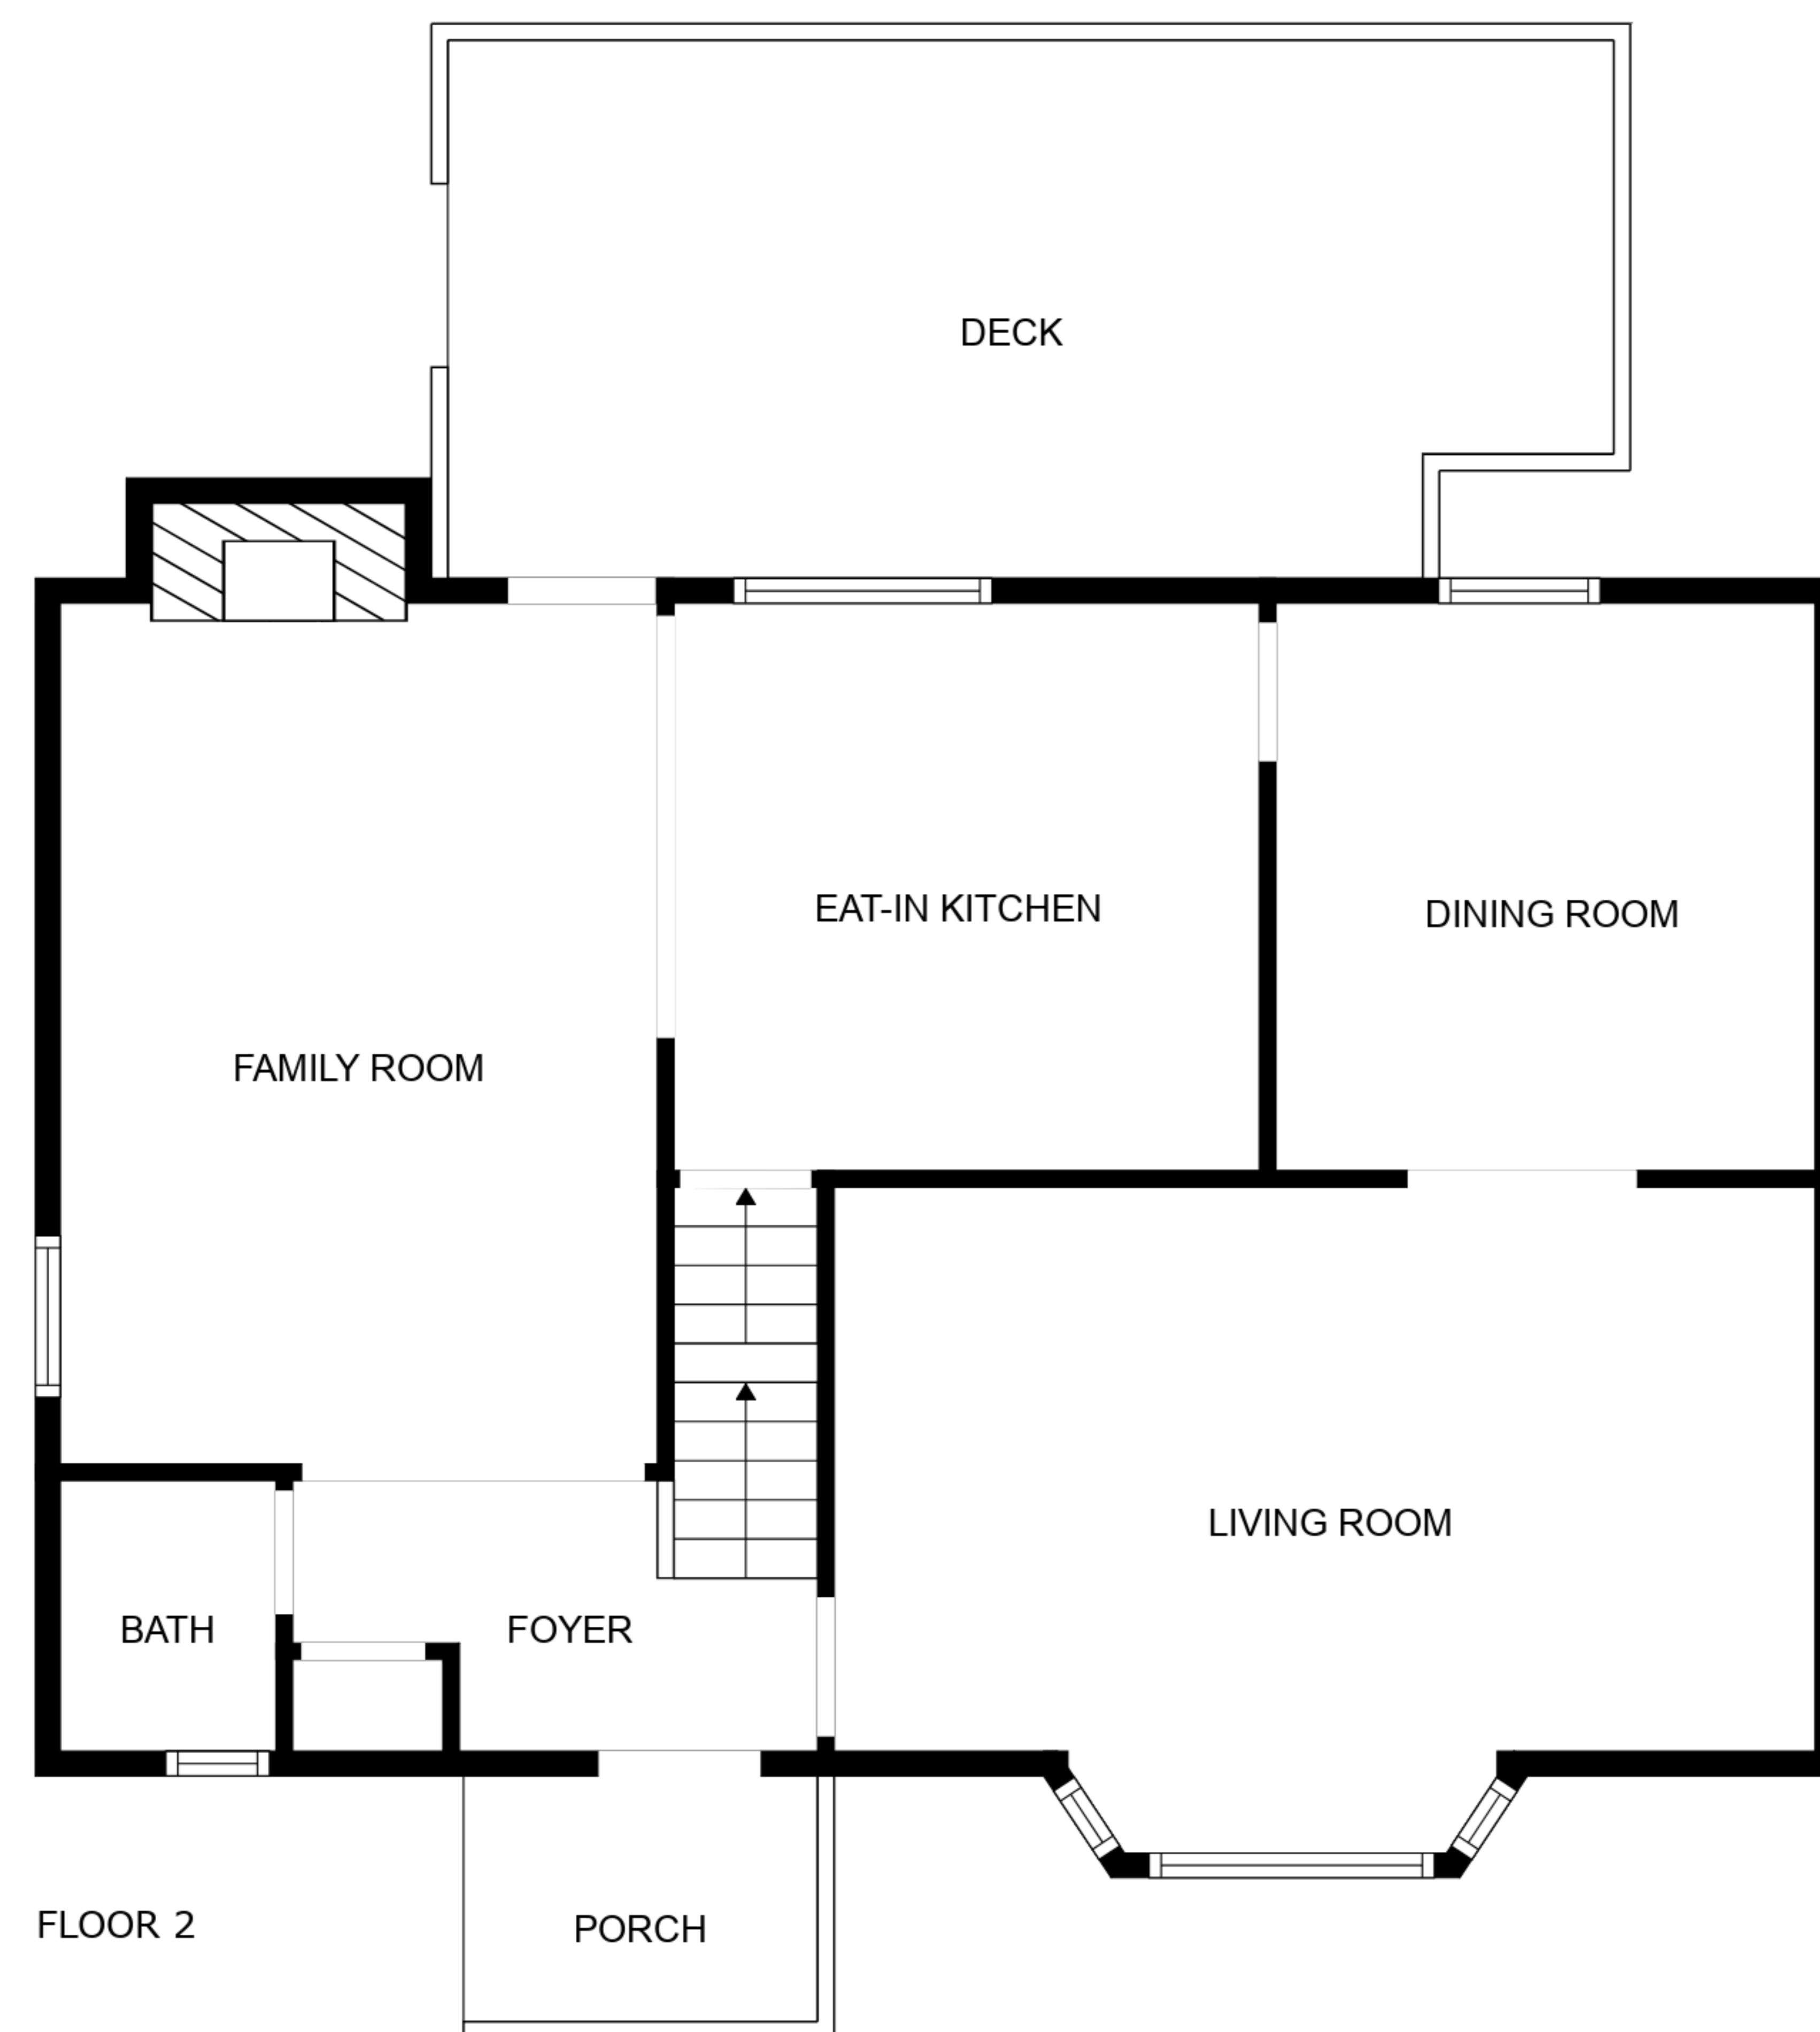 DECK
EAT-IN KITCHEN
DINING ROOM
FAMILY ROOM
LIVING ROOM
BATH
FOYER
FLOOR 2
PORCH